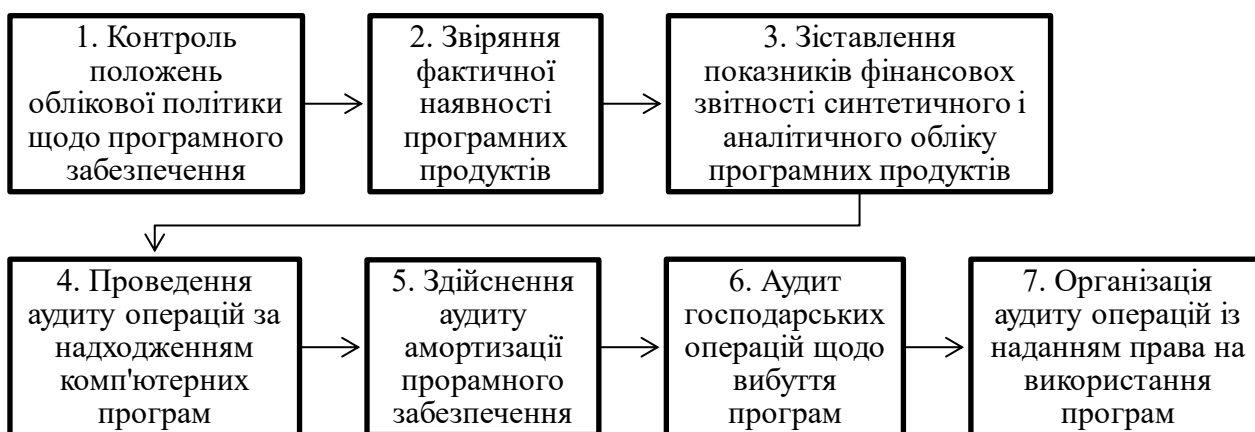 1. Контроль
положень
облікової політики
щодо програмного
забезпечення
2. Звіряння
фактичної
наявності
програмних
продуктів
3. Зіставлення
показників фінансовох
звітності синтетичного і
аналітичного обліку
програмних продуктів
4. Проведення
аудиту операцій за
надходженням
комп'ютерних
програм
5. Здійснення
аудиту
амортизації
прорамного
забезпечення
6. Аудит
господарських
операцій щодо
вибуття
програм
7. Організація
аудиту операцій із
наданням права на
використання
програм